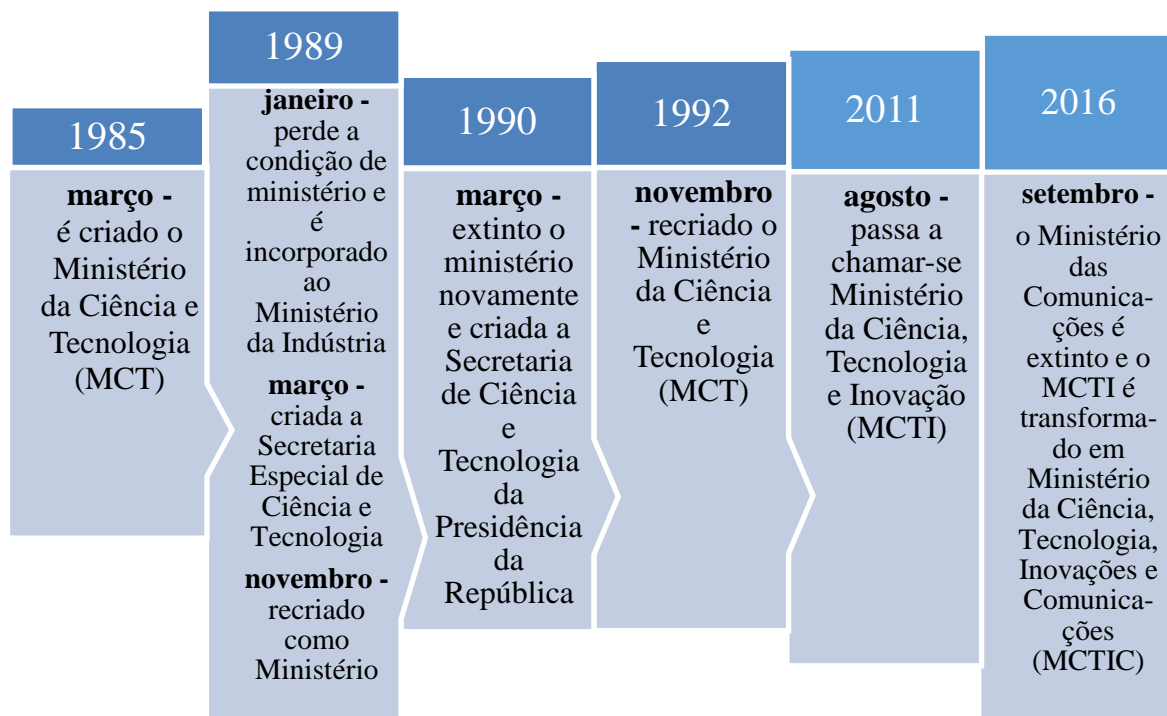 1985
março -
é criado o
Ministério
da Ciência e
Tecnologia
(MCT)
1989
janeiro -
perde a
condição de
ministério e
é
incorporado
ao
Ministério
da Indústria
março -
criada a
Secretaria
Especial de
Ciência e
Tecnologia
novembro -
recriado
como
Ministério
1990
março -
extinto o
ministério
novamente
e criada a
Secretaria
de Ciência
e
Tecnologia
da
Presidência
da
República
1992
novembro
- recriado o
Ministério
da Ciência
e
Tecnologia
(MCT)
2011
agosto -
passa a
chamar-se
Ministério
da Ciência,
Tecnologia
e Inovação
(MCTI)
2016
setembro -
o Ministério
das
Comunica-
ções é
extinto e o
MCTI é
transforma-
do em
Ministério
da Ciência,
Tecnologia,
Inovações e
Comunica-
ções
(MCTIC)